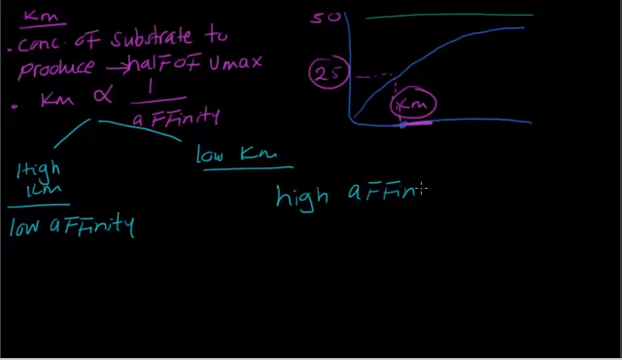 Km
• conc. of substrate to
produce → half of Vmax
• Km ∝ 1
affinity
High
Km
low affinity
low Km
high affin
50
25
Km